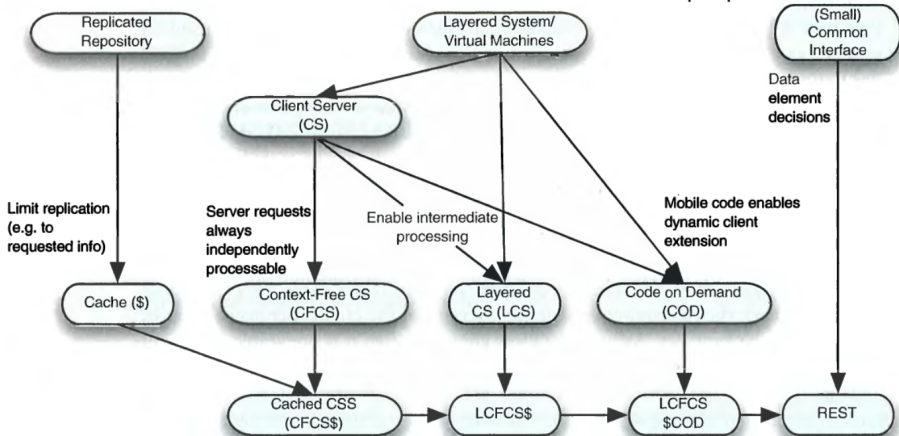 Replicated
Repository
Layered System/
Virtual Machines
(Small)
Common
Interface
Data
element
decisions
Client Server
(CS)
Limit replication
(e.g. to
requested info)
Server requests
always
independently
processable
Enable intermediate
processing
Mobile code enables
dynamic client
extension
Cache ($)
Context-Free CS
(CFCS)
Layered
CS (LCS)
Code on Demand
(COD)
Cached CSS
(CFCS$)
LCFCS$
LCFCS
$COD
REST